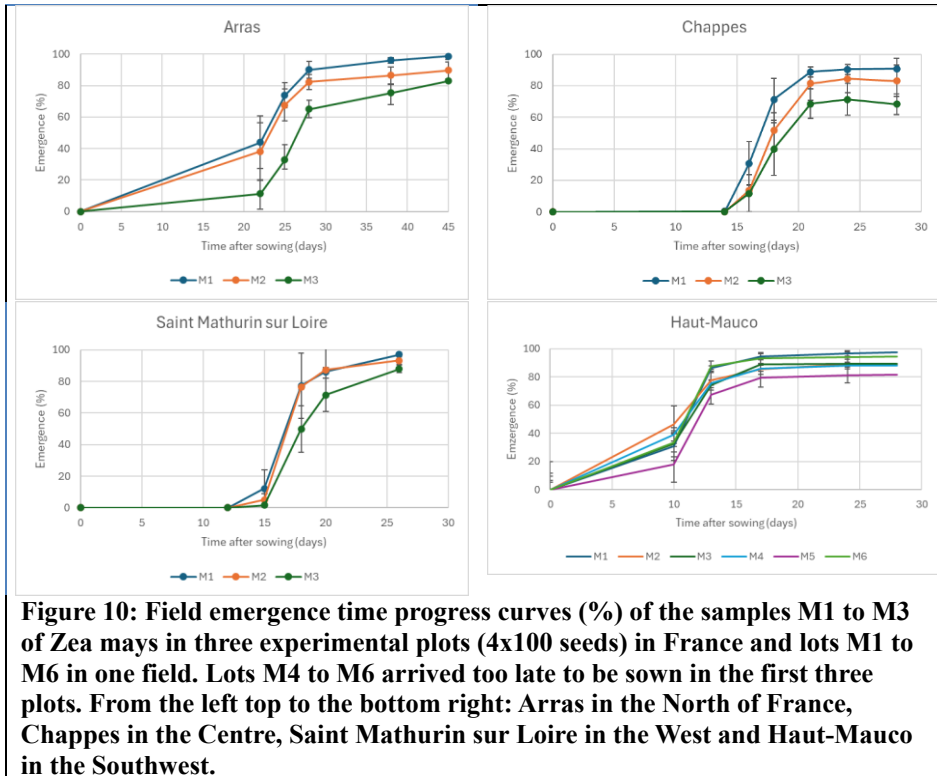 Arras
100
80
60
40
20
0
Emergence (%)
0 5 10 15 20 25 30 35 40 45
Time after sowing (days)
M1 M2 M3
Chappes
100
80
60
40
20
0
Emergence (%)
0 5 10 15 20 25 30
Time after sowing (days)
M1 M2 M3
Saint Mathurin sur Loire
100
80
60
40
20
0
Emergence (%)
0 5 10 15 20 25 30
Time after sowing (days)
M1 M2 M3
Haut-Mauco
100
90
80
70
60
50
40
30
20
10
0
Emzergence (%)
0 5 10 15 20 25 30
Time after sowing (days)
M1 M2 M3 M4 M5 M6
Figure 10: Field emergence time progress curves (%) of the samples M1 to M3
of Zea mays in three experimental plots (4x100 seeds) in France and lots M1 to
M6 in one field. Lots M4 to M6 arrived too late to be sown in the first three
plots. From the left top to the bottom right: Arras in the North of France,
Chappes in the Centre, Saint Mathurin sur Loire in the West and Haut-Mauco
in the Southwest.